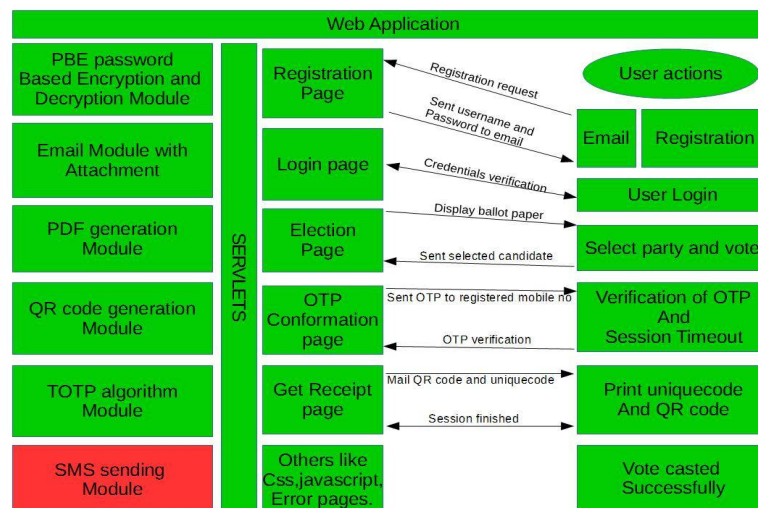 Web Application
PBE password
Based Encryption and
Decryption Module
Email Module with
Attachment
PDF generation
Module
QR code generation
Module
TOTP algorithm
Module
SMS sending
Module
SERVLETS
Registration
Page
Login page
Election
Page
OTP
Conformation
page
Get Receipt
page
Others like
Css,javascript,
Error pages.
Registration request
Sent username and
Password to email
Credentials verification
Display ballot paper
Sent selected candidate
Sent OTP to registered mobile no
OTP verification
Mail QR code and uniquecode
Session finished
User actions
Email
Registration
User Login
Select party and vote
Verification of OTP
And
Session Timeout
Print uniquecode
And QR code
Vote casted
Successfully